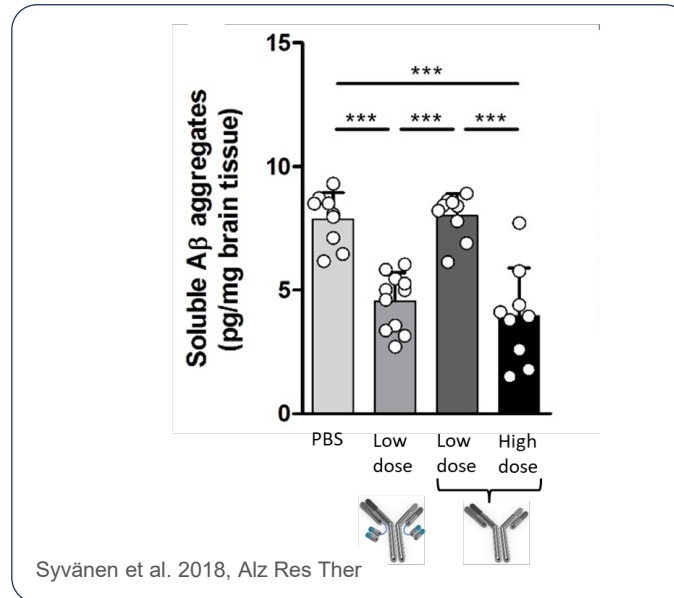 15
***
*** *** ***
10
5
0
Soluble Aβ aggregates
(pg/mg brain tissue)
PBS
Low
dose
Low
dose
High
dose
Syvänen et al. 2018, Alz Res Ther